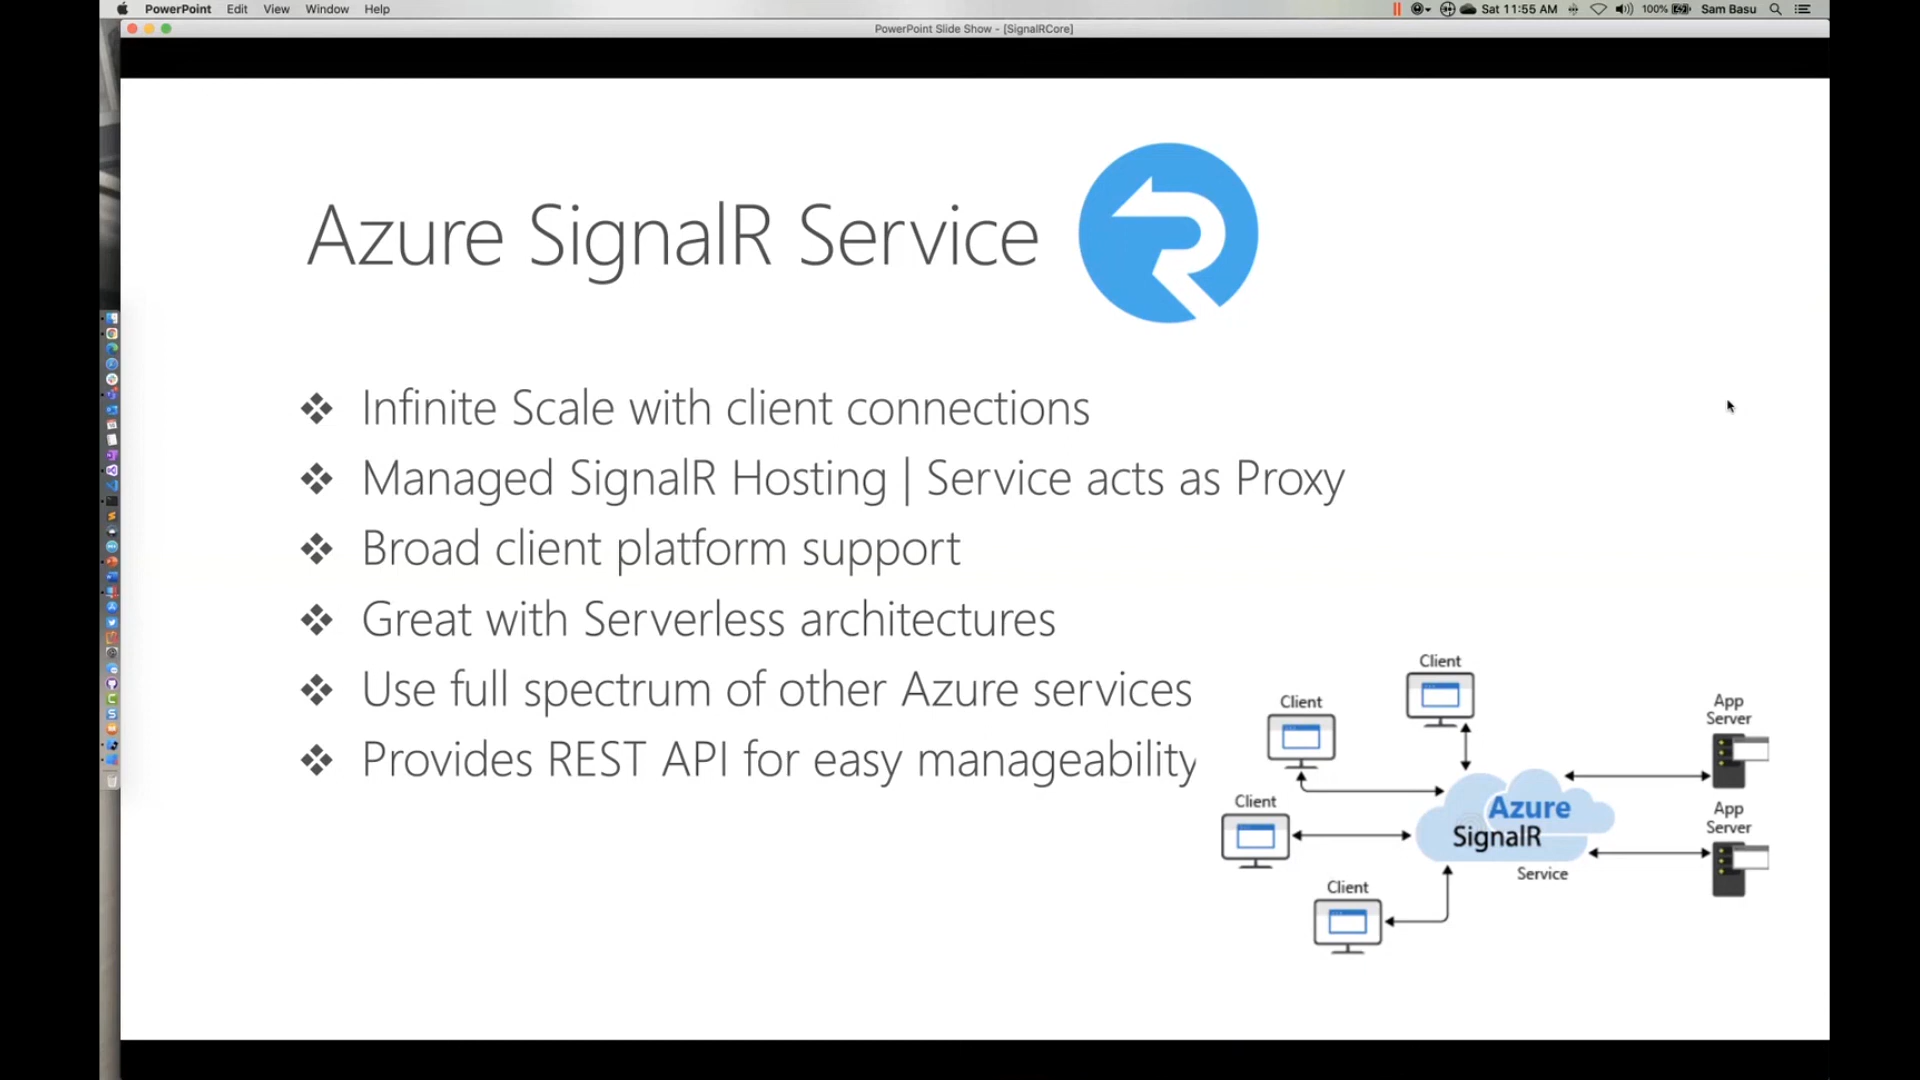 PowerPoint Edit View Window Help
Sat 11:55 AM 100% Sam Basu
PowerPoint Slide Show - [SignalRCore]
Azure SignalR Service
Infinite Scale with client connections
Managed SignalR Hosting | Service acts as Proxy
Broad client platform support
Great with Serverless architectures
Use full spectrum of other Azure services
Provides REST API for easy manageability
Client
Client
Client
Client
Azure
SignalR
Service
App
Server
App
Server